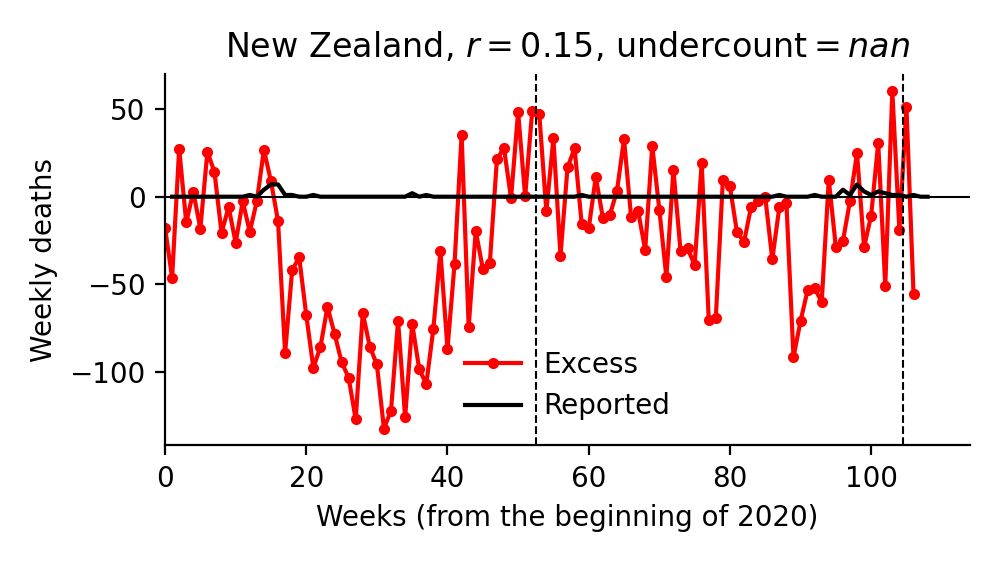 New Zealand, r = 0.15, undercount = nan
Weekly deaths
50
0
−50
−100
Excess
Reported
0 20 40 60 80 100
Weeks (from the beginning of 2020)